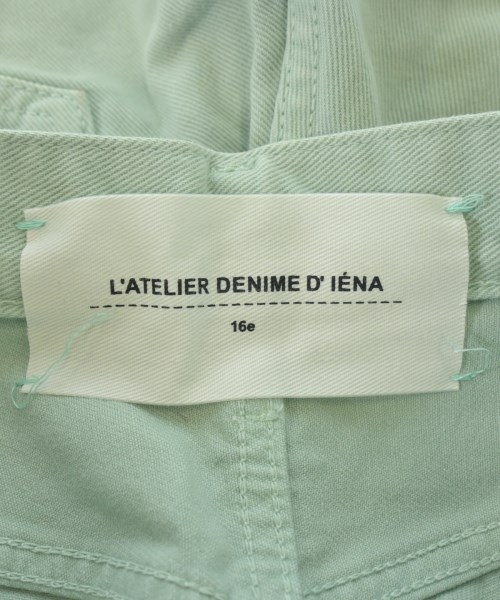 L'ATELIER DENIME D' IÉNA
16e